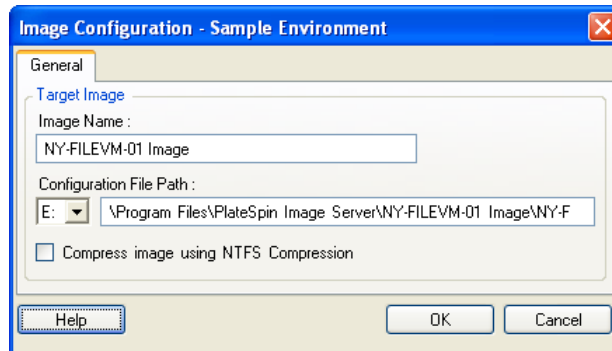 Image Configuration - Sample Environment
General
Target Image
Image Name :
NY-FILEVM-01 Image
Configuration File Path :
E: \Program Files\PlateSpin Image Server\NY-FILEVM-01 Image\NY-F
Compress image using NTFS Compression
Help OK Cancel